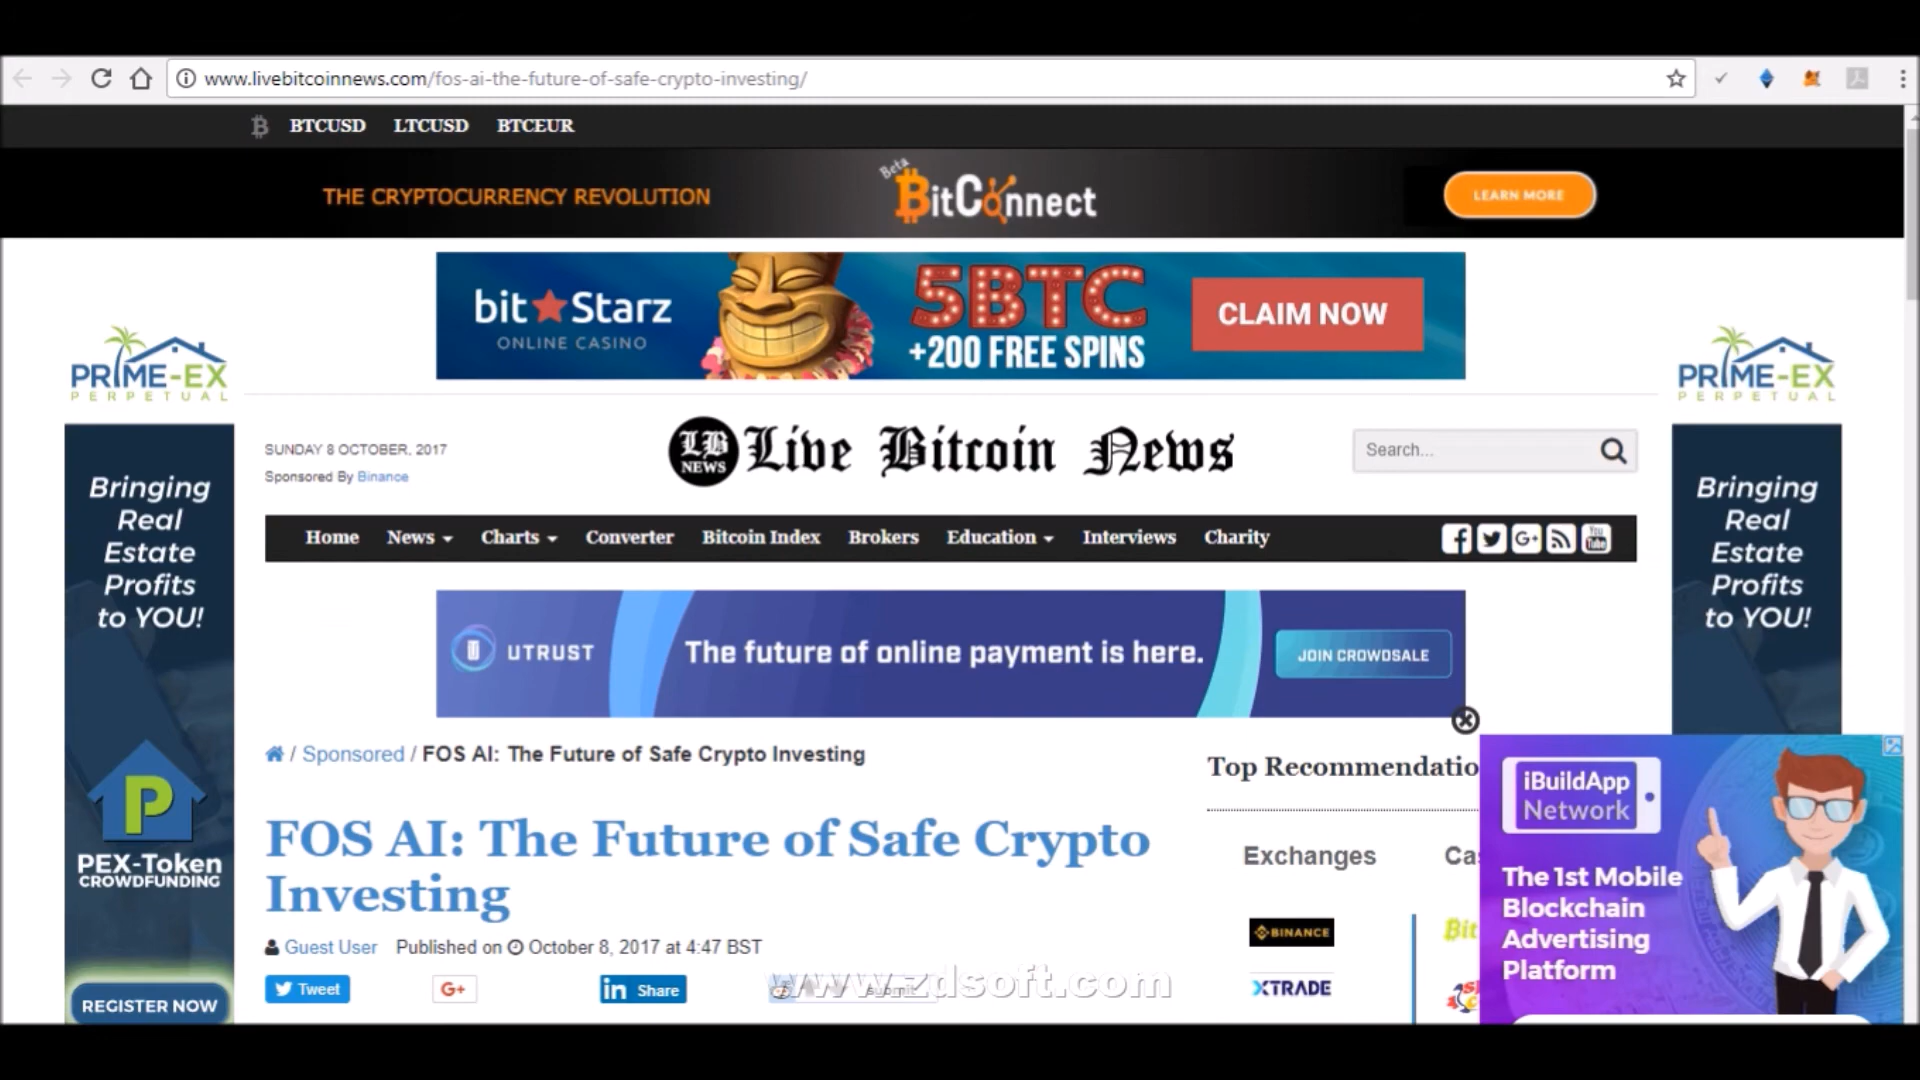 www.livebitcoinnews.com/fos-ai-the-future-of-safe-crypto-investing/
BTCUSD LTCUSD BTCEUR
THE CRYPTOCURRENCY REVOLUTION
Beta
BitConnect
LEARN MORE
bit Starz
ONLINE CASINO
5BTC
+200 FREE SPINS
CLAIM NOW
PRIME-EX
PERPETUAL
Bringing
Real
Estate
Profits
to YOU!
PEX-Token
CROWDFUNDING
REGISTER NOW
SUNDAY 8 OCTOBER, 2017
Sponsored By Binance
LB
NEWS
Live Bitcoin News
Search...
Home News Charts Converter Bitcoin Index Brokers Education Interviews Charity
You
Tube
UTRUST
The future of online payment is here.
JOIN CROWDSALE
/ Sponsored / FOS AI: The Future of Safe Crypto Investing
FOS AI: The Future of Safe Crypto
Investing
Guest User Published on October 8, 2017 at 4:47 BST
Tweet
G+
in Share
submit
www.zdsoft.com
Top Recommendatio
Exchanges
BINANCE
XTRADE
PRIME-EX
PERPETUAL
Bringing
Real
Estate
Profits
to YOU!
iBuildApp
Network
The 1st Mobile
Blockchain
Advertising
Platform